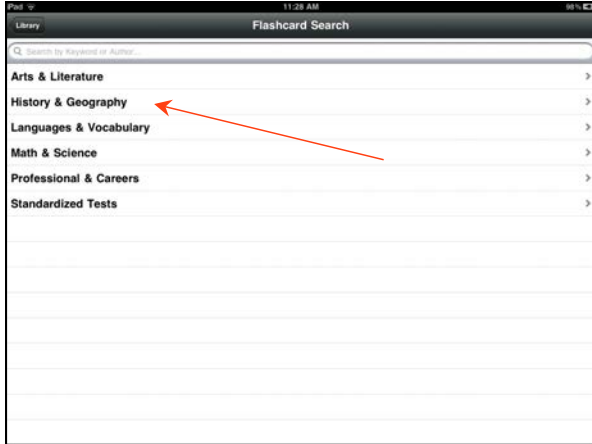 iPad 11:28 AM 98%
Library Flashcard Search
Search by Keyword or Author...
Arts & Literature
History & Geography
Languages & Vocabulary
Math & Science
Professional & Careers
Standardized Tests